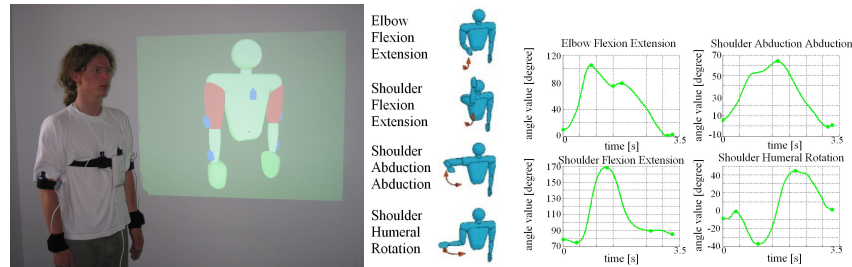 Elbow
Flexion
Extension
Shoulder
Flexion
Extension
Shoulder
Abduction
Abduction
Shoulder
Humeral
Rotation
Elbow Flexion Extension
angle value [degree]
120
80
40
0
time [s]
3.5
Shoulder Abduction Abduction
angle value [degree]
70
50
30
10
-10
time [s]
3.5
Shoulder Flexion Extension
angle value [degree]
170
150
130
110
90
70
time [s]
3.5
Shoulder Humeral Rotation
angle value [degree]
40
20
0
-20
-40
time [s]
3.5